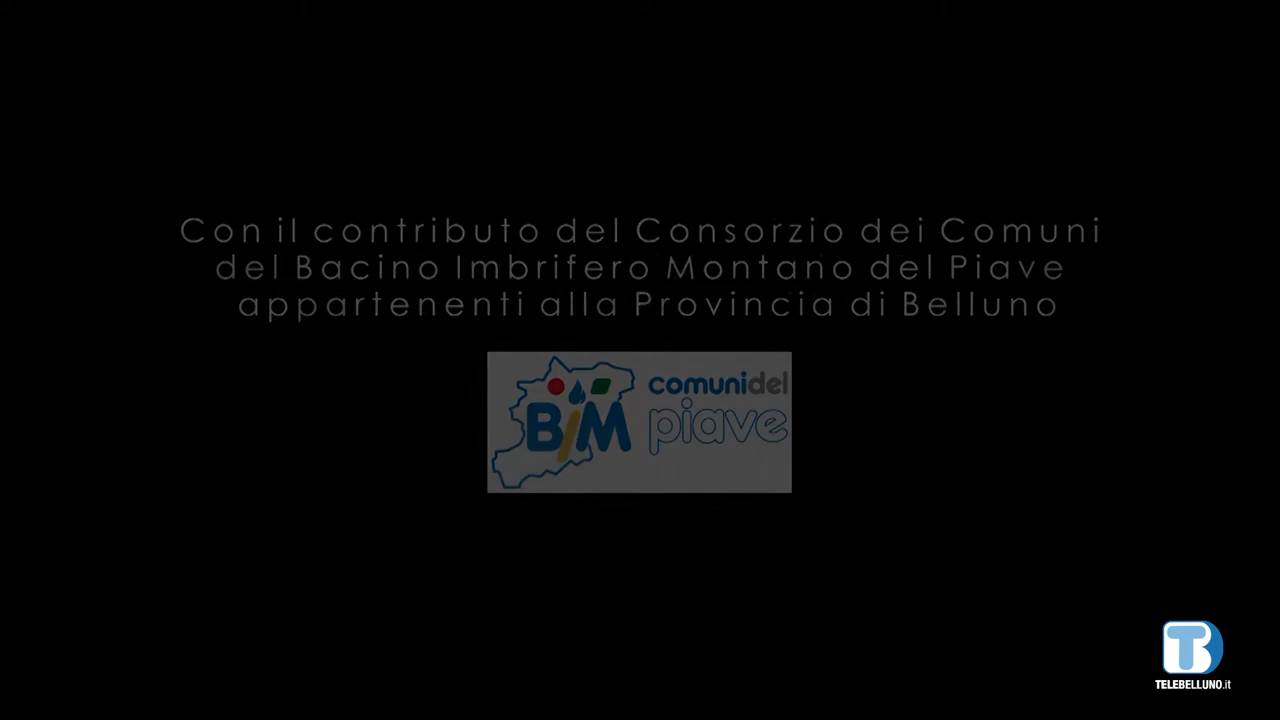 Con il contributo del Consorzio dei Comuni
del Bacino Imbrifero Montano del Piave
appartenenti alla Provincia di Belluno
BIM
comunidel
piave
TB
TELEBELLUNO.it